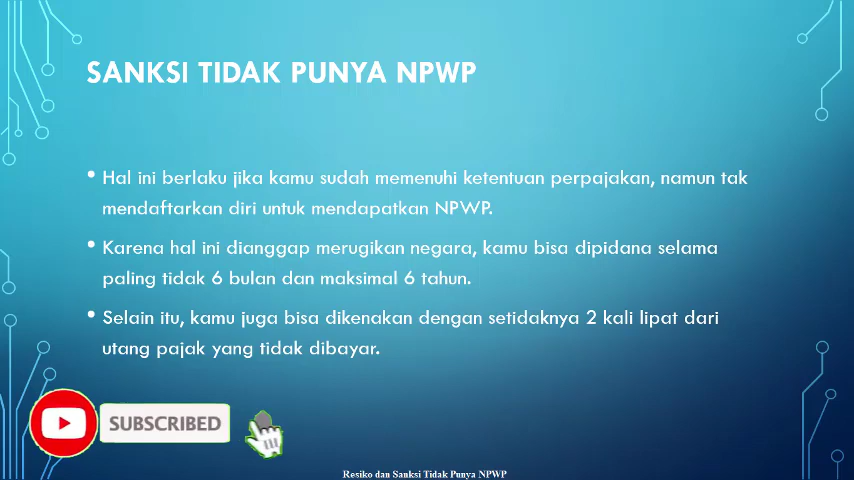 SANKSI TIDAK PUNYA NPWP
• Hal ini berlaku jika kamu sudah memenuhi ketentuan perpajakan, namun tak
mendaftarkan diri untuk mendapatkan NPWP.
• Karena hal ini dianggap merugikan negara, kamu bisa dipidana selama
paling tidak 6 bulan dan maksimal 6 tahun.
• Selain itu, kamu juga bisa dikenakan dengan setidaknya 2 kali lipat dari
utang pajak yang tidak dibayar.
SUBSCRIBED
Resiko dan Sanksi Tidak Punya NPWP